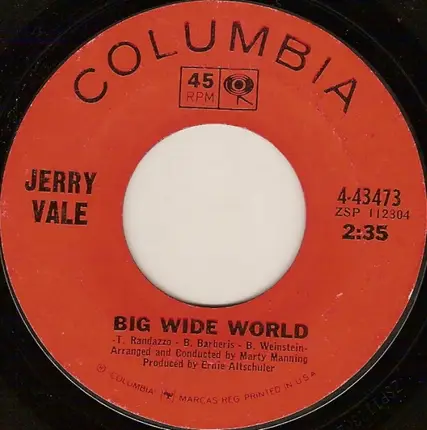 COLUMBIA
45
RPM
JERRY
VALE
4-43473
ZSP 112304
2:35
BIG WIDE WORLD
-T. Randazzo - B. Barberis - B. Weinstein-
Arranged and Conducted by Marty Manning
Produced by Ernie Altschuler
® "COLUMBIA" MARCAS REG. PRINTED IN U.S.A.